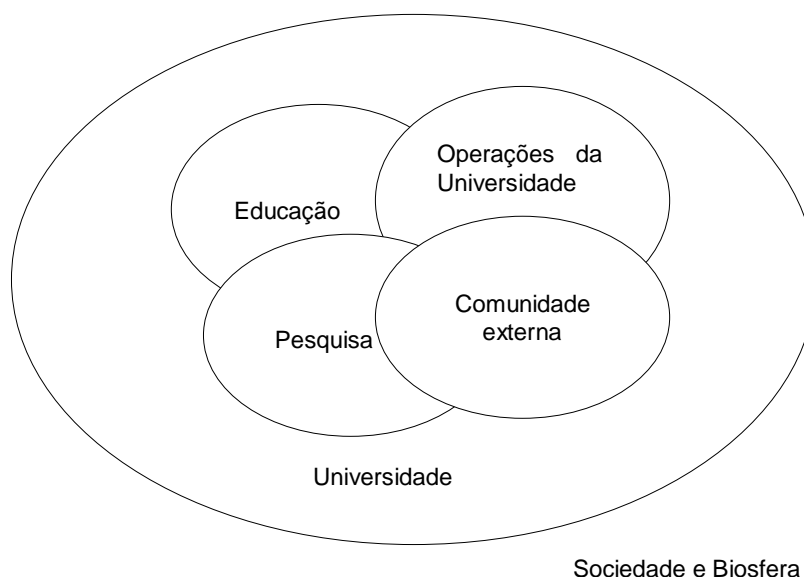 Operações da
Universidade
Educação
Comunidade
externa
Pesquisa
Universidade
Sociedade e Biosfera